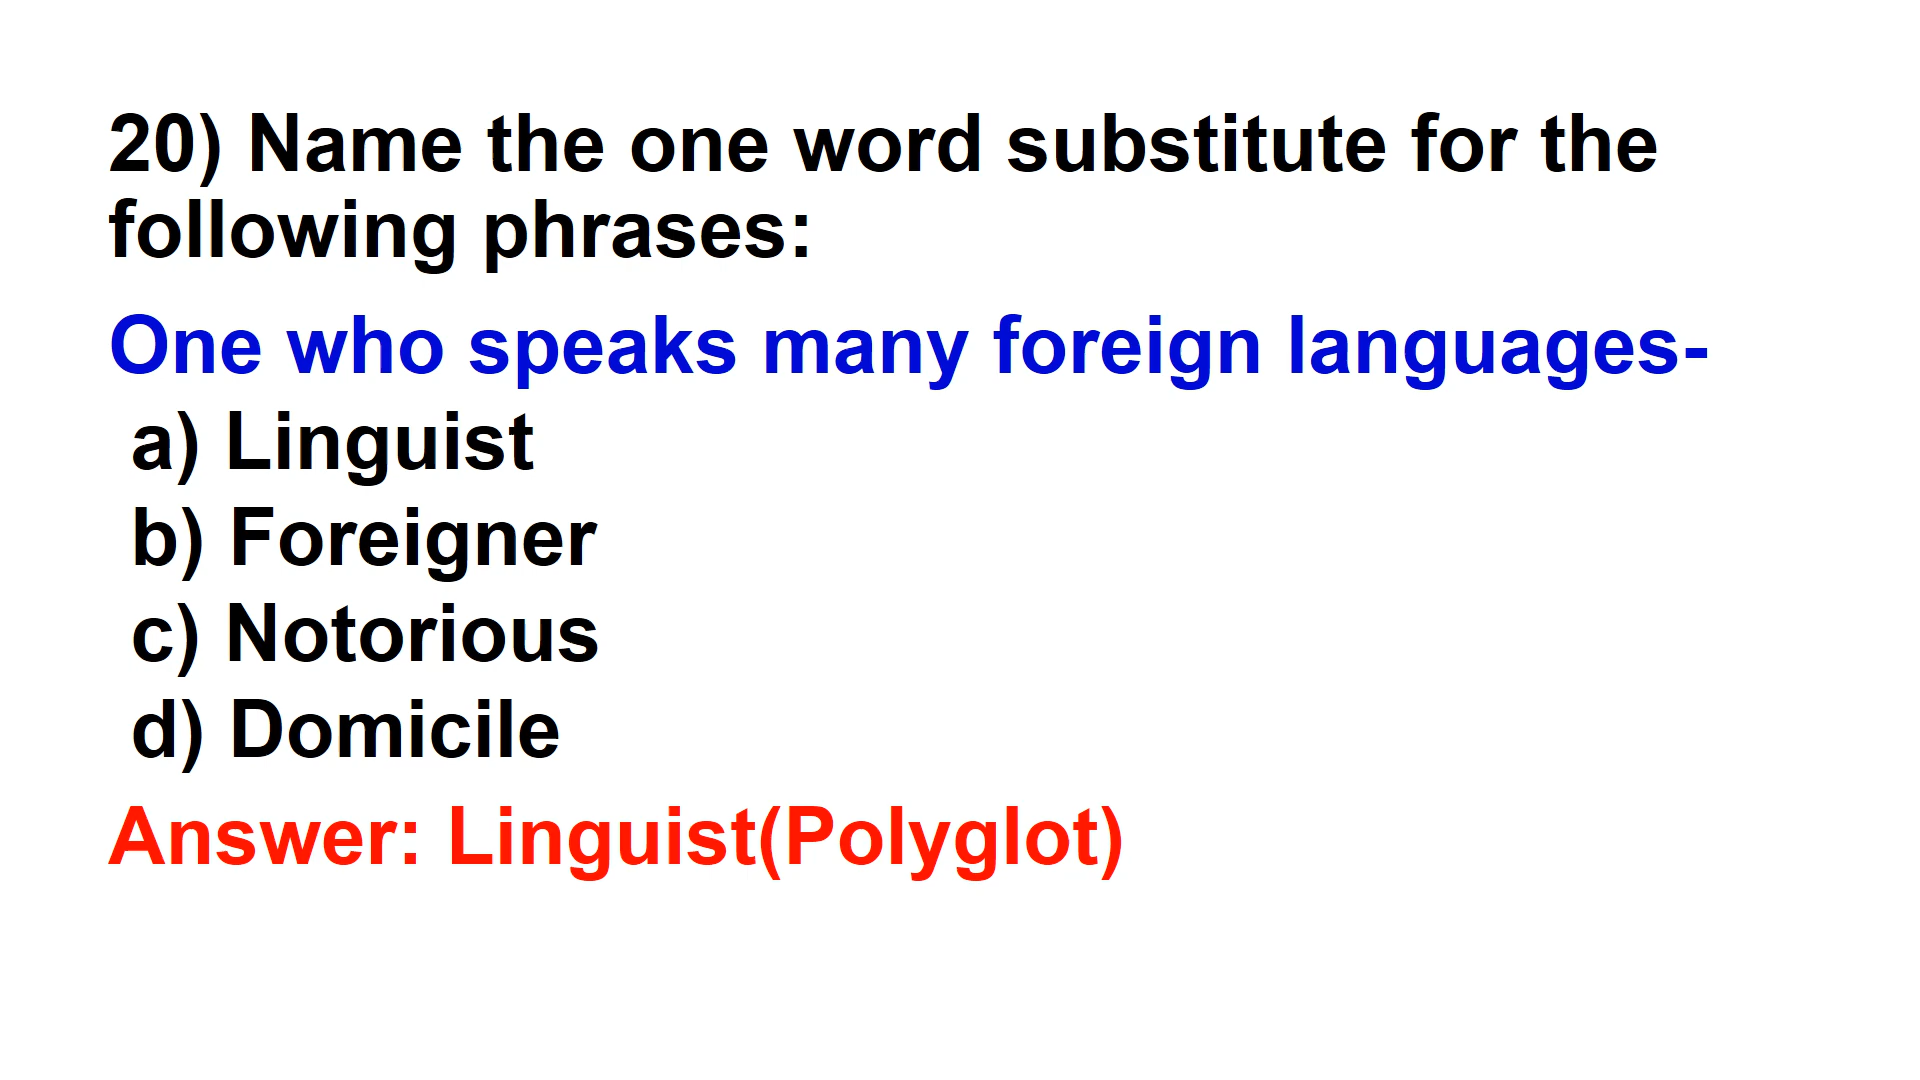 20) Name the one word substitute for the
following phrases:
One who speaks many foreign languages-
a) Linguist
b) Foreigner
c) Notorious
d) Domicile
Answer: Linguist(Polyglot)